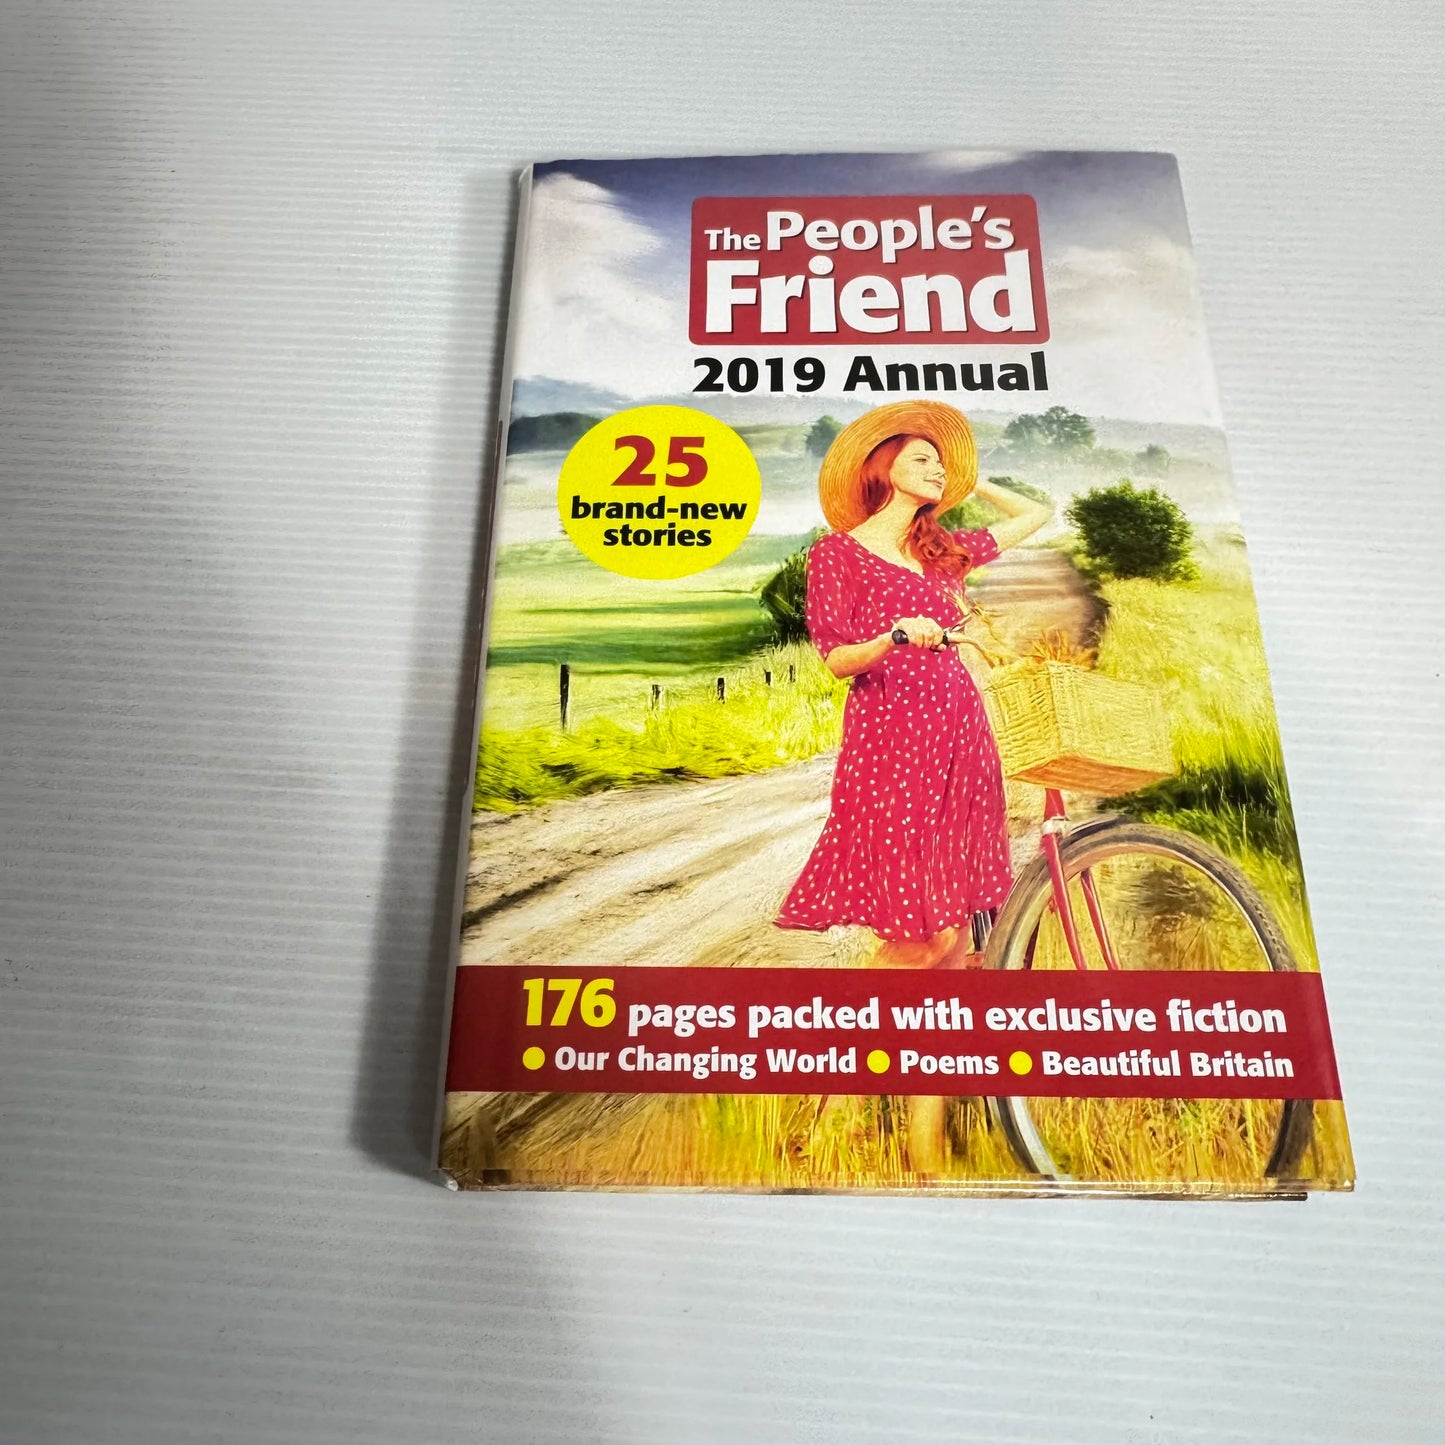 The People's
Friend
2019 Annual
25
brand-new
stories
176 pages packed with exclusive fiction
• Our Changing World • Poems • Beautiful Britain